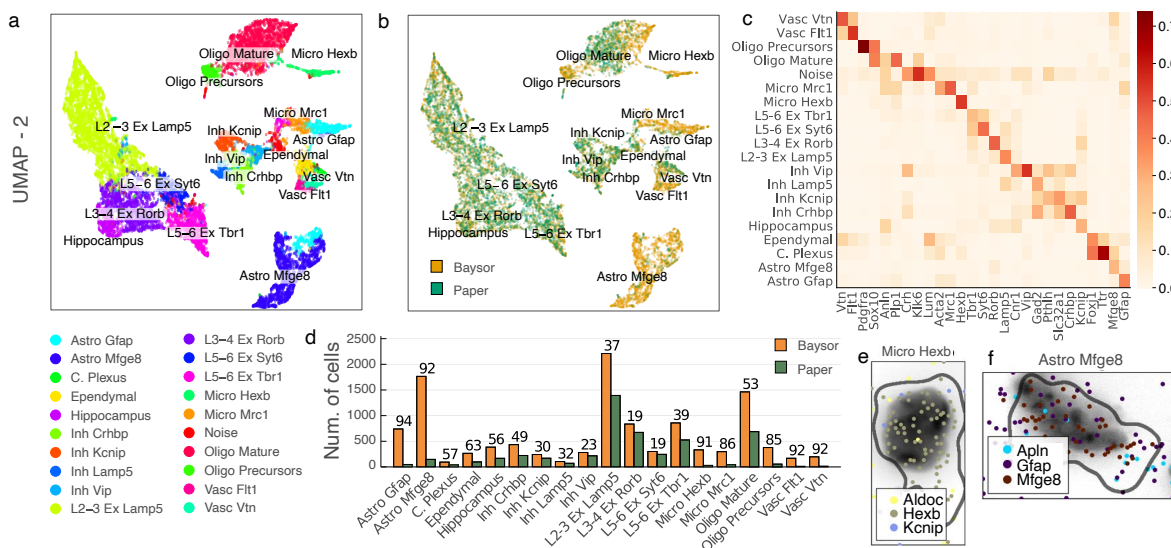 a
UMAP - 2
Oligo Mature
Micro Hexb
Oligo Precursors
L2–3 Ex Lamp5
Micro Mrc1
Inh Kcnip
Astro Gfap
Inh Vip
Ependymal
Inh Crhbp
Vasc Vtn
Vasc Flt1
L5–6 Ex Syt6
L3–4 Ex Rorb
Hippocampus
L5–6 Ex Tbr1
Astro Mfge8
b
Oligo Mature
Micro Hexb
Oligo Precursors
L2–3 Ex Lamp5
Micro Mrc1
Inh Kcnip
Astro Gfap
Inh Vip
Ependymal
Inh Crhbp
Vasc Vtn
Vasc Flt1
L5–6 Ex Syt6
L3–4 Ex Rorb
Hippocampus
L5–6 Ex Tbr1
Astro Mfge8
Baysor
Paper
c
Vasc Vtn
Vasc Flt1
Oligo Precursors
Oligo Mature
Noise
Micro Mrc1
Micro Hexb
L5-6 Ex Tbr1
L5-6 Ex Syt6
L3-4 Ex Rorb
L2-3 Ex Lamp5
Inh Vip
Inh Lamp5
Inh Kcnip
Inh Crhbp
Hippocampus
Ependymal
C. Plexus
Astro Mfge8
Astro Gfap
Vtn
Flt1
Pdgfra
Sox10
Anln
Plp1
Crh
Klk6
Lum
Acta2
Mrc1
Hexb
Tbr1
Syt6
Rorb
Lamp5
Cnr1
Vip
Gad2
Pthlh
Slc32a1
Crhbp
Kcnip
Foxj1
Ttr
Mfge8
Gfap
Astro Gfap
Astro Mfge8
C. Plexus
Ependymal
Hippocampus
Inh Crhbp
Inh Kcnip
Inh Lamp5
Inh Vip
L2–3 Ex Lamp5
L3–4 Ex Rorb
L5–6 Ex Syt6
L5–6 Ex Tbr1
Micro Hexb
Micro Mrc1
Noise
Oligo Mature
Oligo Precursors
Vasc Flt1
Vasc Vtn
d
Num. of cells
2500
2000
1500
1000
500
0
94
92
57
63
56
49
30
32
23
37
19
19
39
91
86
53
85
92
92
Baysor
Paper
Astro Gfap
Astro Mfge8
C. Plexus
Ependymal
Hippocampus
Inh Crhbp
Inh Kcnip
Inh Lamp5
Inh Vip
L2-3 Ex Lamp5
L3-4 Ex Rorb
L5-6 Ex Syt6
L5-6 Ex Tbr1
Micro Hexb
Micro Mrc1
Oligo Mature
Oligo Precursors
Vasc Flt1
Vasc Vtn
e
Micro Hexb
Aldoc
Hexb
Kcnip
f
Astro Mfge8
Apln
Gfap
Mfge8